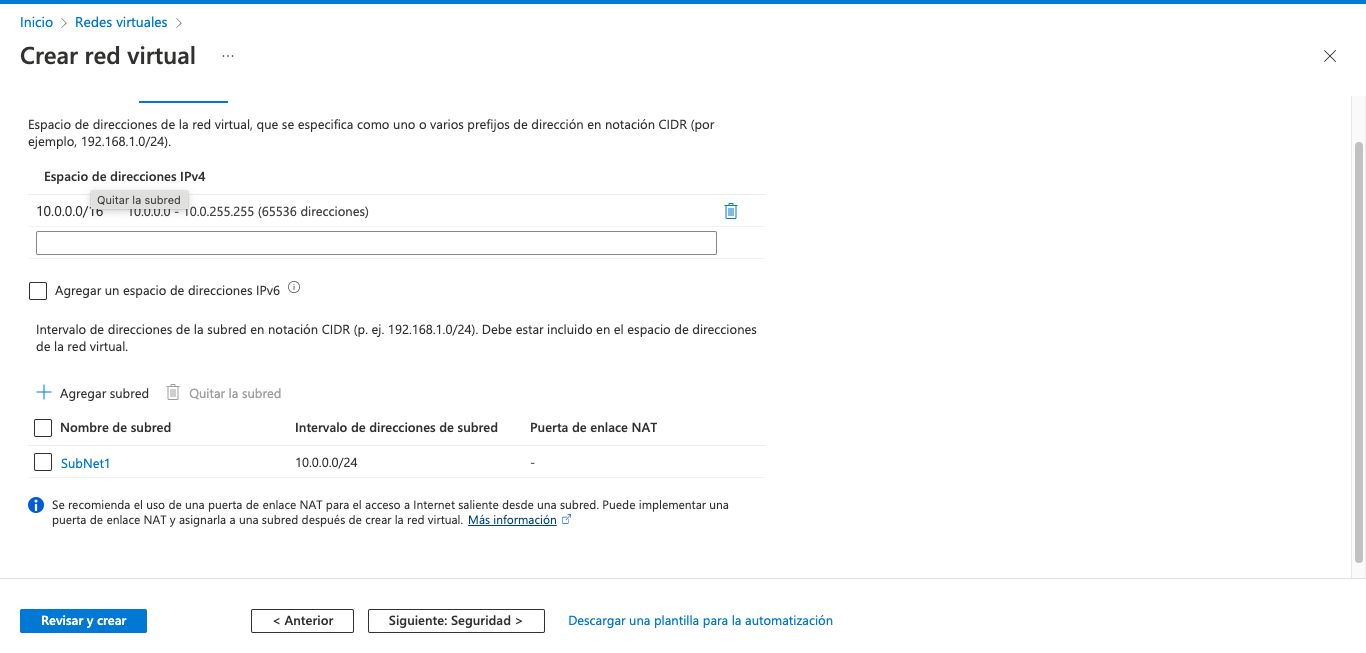 Inicio > Redes virtuales >
Crear red virtual ...
Espacio de direcciones de la red virtual, que se especifica como uno o varios prefijos de dirección en notación CIDR (por
ejemplo, 192.168.1.0/24).
Espacio de direcciones IPv4
Quitar la subred
10.0.0.0/16 10.0.0.0 - 10.0.255.255 (65536 direcciones)
Agregar un espacio de direcciones IPv6
Intervalo de direcciones de la subred en notación CIDR (p. ej. 192.168.1.0/24). Debe estar incluido en el espacio de direcciones
de la red virtual.
Agregar subred Quitar la subred
Nombre de subred Intervalo de direcciones de subred Puerta de enlace NAT
SubNet1 10.0.0.0/24 -
Se recomienda el uso de una puerta de enlace NAT para el acceso a Internet saliente desde una subred. Puede implementar una
puerta de enlace NAT y asignarla a una subred después de crear la red virtual. Más información
Revisar y crear < Anterior Siguiente: Seguridad > Descargar una plantilla para la automatización